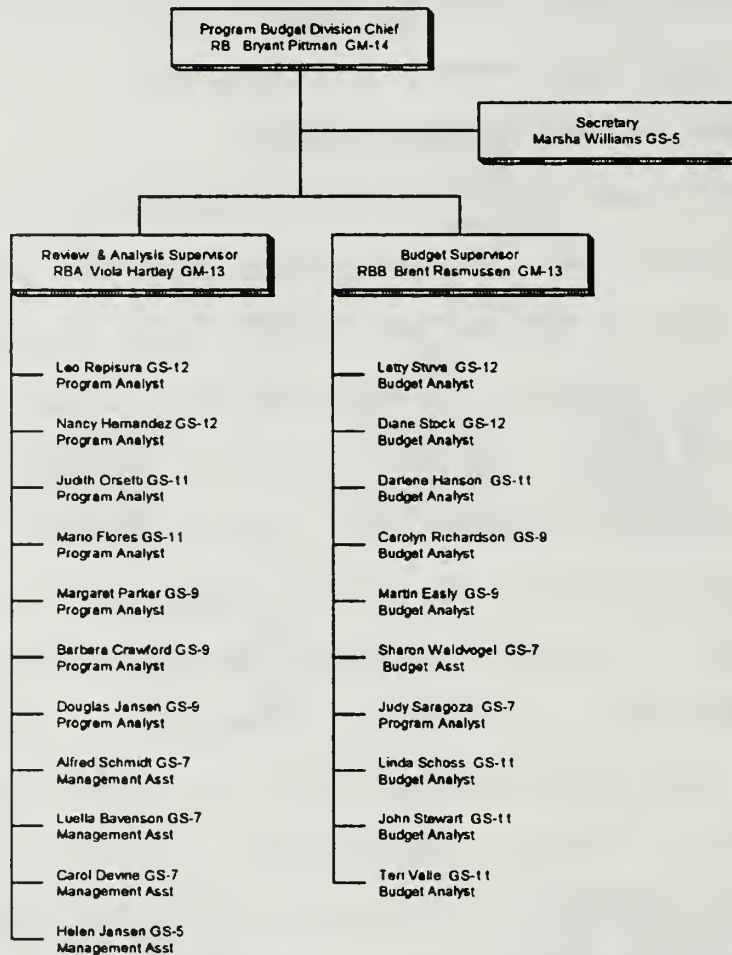 Program Budget Division Chief
RB Bryant Pittman GM-14
Secretary
Marsha Williams GS-5
Review & Analysis Supervisor
RBA Viola Hartley GM-13
Budget Supervisor
RBB Brent Rasmussen GM-13
Leo Repisura GS-12
Program Analyst
Nancy Hernandez GS-12
Program Analyst
Judith Orsetti GS-11
Program Analyst
Mario Flores GS-11
Program Analyst
Margaret Parker GS-9
Program Analyst
Barbara Crawford GS-9
Program Analyst
Douglas Jansen GS-9
Program Analyst
Alfred Schmidt GS-7
Management Asst
Luella Bavenson GS-7
Management Asst
Carol Devine GS-7
Management Asst
Helen Jansen GS-5
Management Asst
Letty Stuva GS-12
Budget Analyst
Diane Stock GS-12
Budget Analyst
Darlene Hanson GS-11
Budget Analyst
Carolyn Richardson GS-9
Budget Analyst
Martin Easly GS-9
Budget Analyst
Sharon Waldvogel GS-7
Budget Asst
Judy Saragoza GS-7
Program Analyst
Linda Schoss GS-11
Budget Analyst
John Stewart GS-11
Budget Analyst
Teri Valle GS-11
Budget Analyst